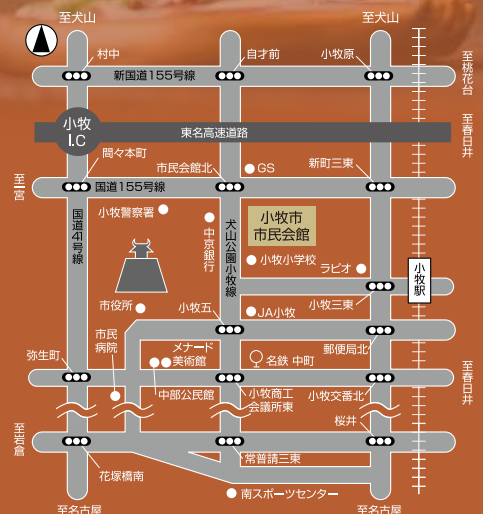 至犬山
至犬山
村中
自才前
小牧原
至桃花台
新国道155号線
小牧
I.C
東名高速道路
至春日井
間々本町
市民会館北
GS
新町三東
至一宮
国道155号線
小牧警察署
国道41号線
中京銀行
犬山公園小牧線
小牧市
市民会館
小牧小学校
ラピオ
小牧駅
市役所
小牧五
JA小牧
小牧三東
市民
病院
メナード
美術館
名鉄 中町
郵便局北
弥生町
中部公民館
小牧商工
会議所東
小牧交番北
至春日井
桜井
至岩倉
花塚橋南
常普請三東
南スポーツセンター
至名古屋
至名古屋